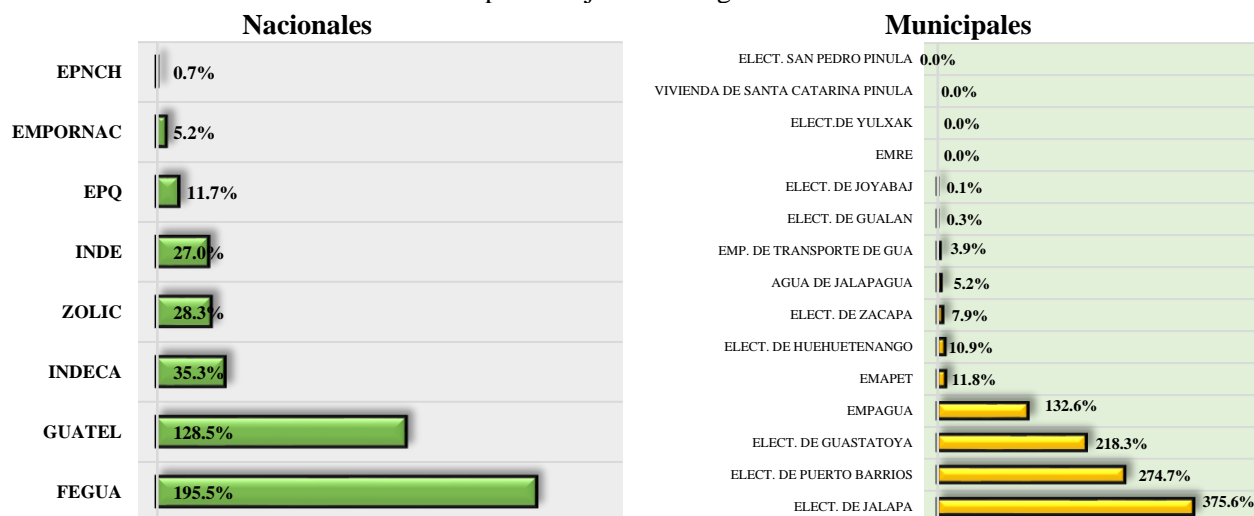 Nacionales
EPNCH 0.7%
EMPORNAC 5.2%
EPQ 11.7%
INDE 27.0%
ZOLIC 28.3%
INDECA 35.3%
GUATEL 128.5%
FEGUA 195.5%
Municipales
ELECT. SAN PEDRO PINULA 0.0%
VIVIENDA DE SANTA CATARINA PINULA 0.0%
ELECT.DE YULXAK 0.0%
EMRE 0.0%
ELECT. DE JOYABAJ 0.1%
ELECT. DE GUALAN 0.3%
EMP. DE TRANSPORTE DE GUA 3.9%
AGUA DE JALAPAGUA 5.2%
ELECT. DE ZACAPA 7.9%
ELECT. DE HUEHUETENANGO 10.9%
EMAPET 11.8%
EMPAGUA 132.6%
ELECT. DE GUASTATOYA 218.3%
ELECT. DE PUERTO BARRIOS 274.7%
ELECT. DE JALAPA 375.6%